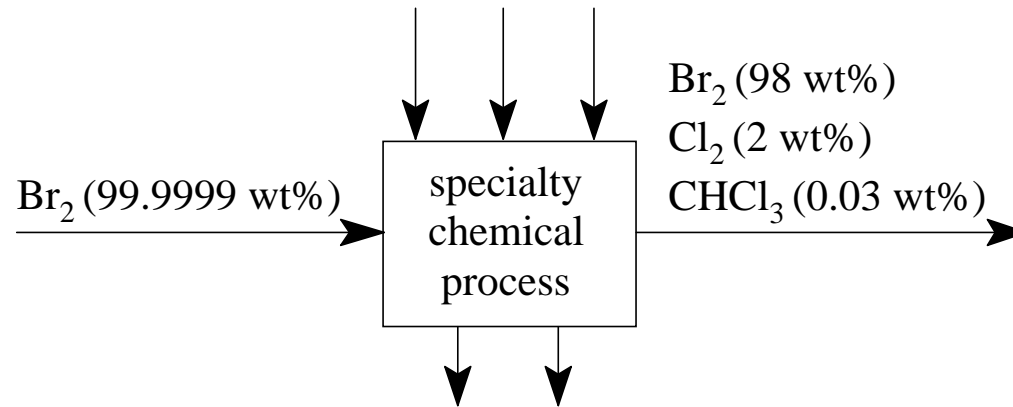 Br₂ (98 wt%)
Cl₂ (2 wt%)
CHCl₃ (0.03 wt%)
Br₂ (99.9999 wt%)
specialty
chemical
process